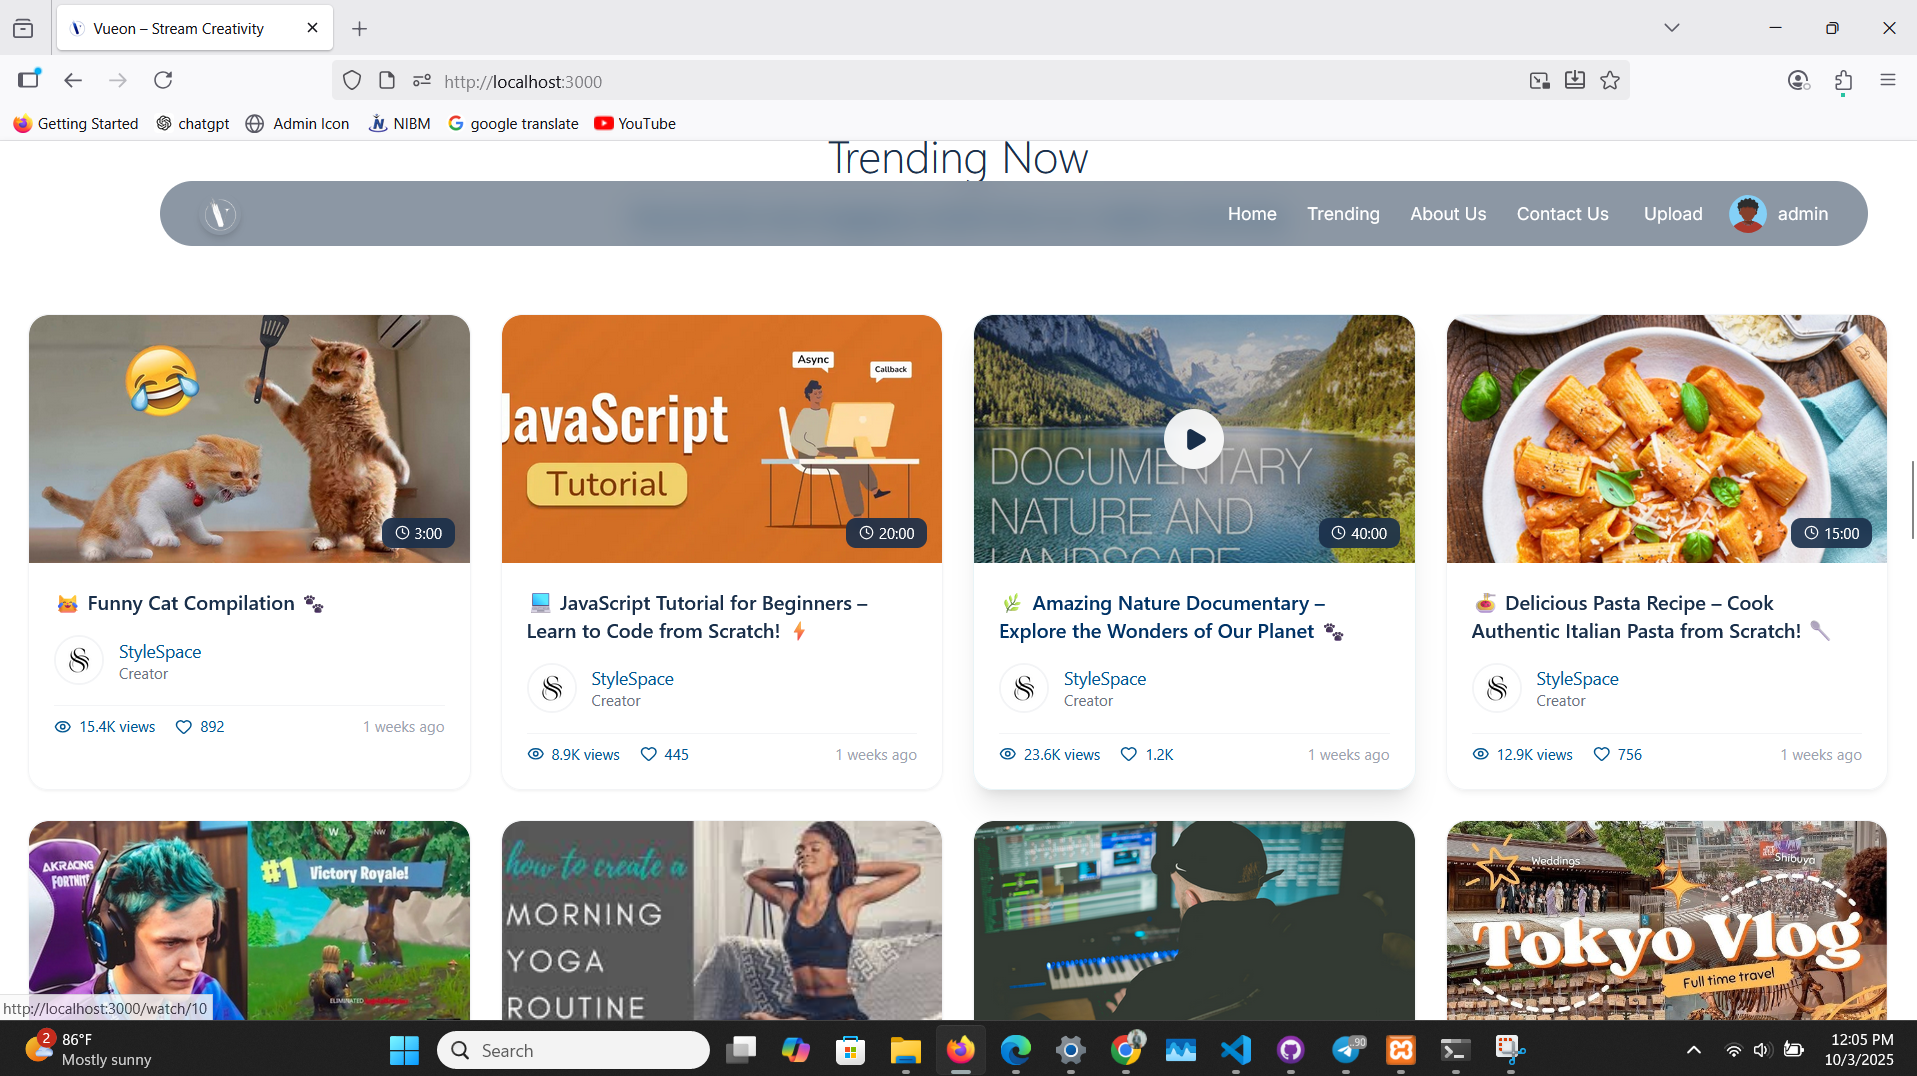 Vueon – Stream Creativity
http://localhost:3000
Getting Started
chatgpt
Admin Icon
NIBM
google translate
YouTube
Trending Now
Home
Trending
About Us
Contact Us
Upload
admin
3:00
Funny Cat Compilation
StyleSpace
Creator
15.4K views
892
1 weeks ago
Async
Callback
JavaScript
Tutorial
20:00
JavaScript Tutorial for Beginners –
Learn to Code from Scratch!
StyleSpace
Creator
8.9K views
445
1 weeks ago
DOCUMENTARY
NATURE AND
LANDSCAPE
40:00
Amazing Nature Documentary –
Explore the Wonders of Our Planet
StyleSpace
Creator
23.6K views
1.2K
1 weeks ago
15:00
Delicious Pasta Recipe – Cook
Authentic Italian Pasta from Scratch!
StyleSpace
Creator
12.9K views
756
1 weeks ago
AKRACING
FORTNITE
W
NW
#1
Victory Royale!
ELIMINATED
how to create a
MORNING
YOGA
ROUTINE
Weddings
Shibuya
Tokyo Vlog
Full time travel
http://localhost:3000/watch/10
2
86°F
Mostly sunny
Search
..90
12:05 PM
10/3/2025